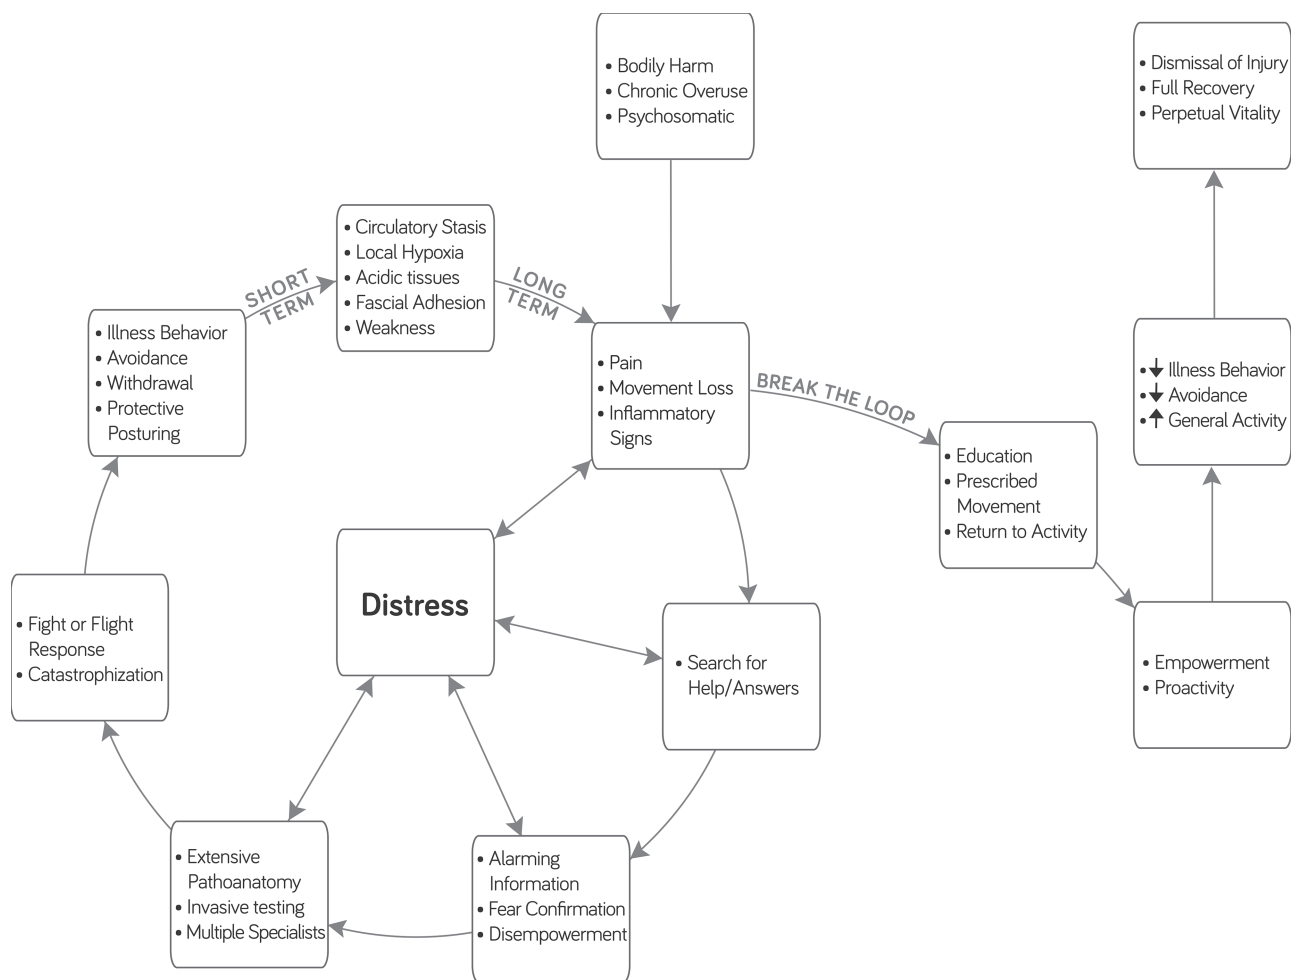 • Bodily Harm
• Chronic Overuse
• Psychosomatic
• Dismissal of Injury
• Full Recovery
• Perpetual Vitality
• Circulatory Stasis
• Local Hypoxia
• Acidic tissues
• Fascial Adhesion
• Weakness
SHORT
TERM
LONG
TERM
• Illness Behavior
• Avoidance
• Withdrawal
• Protective
Posturing
• Pain
• Movement Loss
• Inflammatory
Signs
BREAK THE LOOP
• Education
• Prescribed
Movement
• Return to Activity
• ↓ Illness Behavior
• ↓ Avoidance
• ↑ General Activity
Distress
• Fight or Flight
Response
• Catastrophization
• Search for
Help/Answers
• Empowerment
• Proactivity
• Extensive
Pathoanatomy
• Invasive testing
• Multiple Specialists
• Alarming
Information
• Fear Confirmation
• Disempowerment